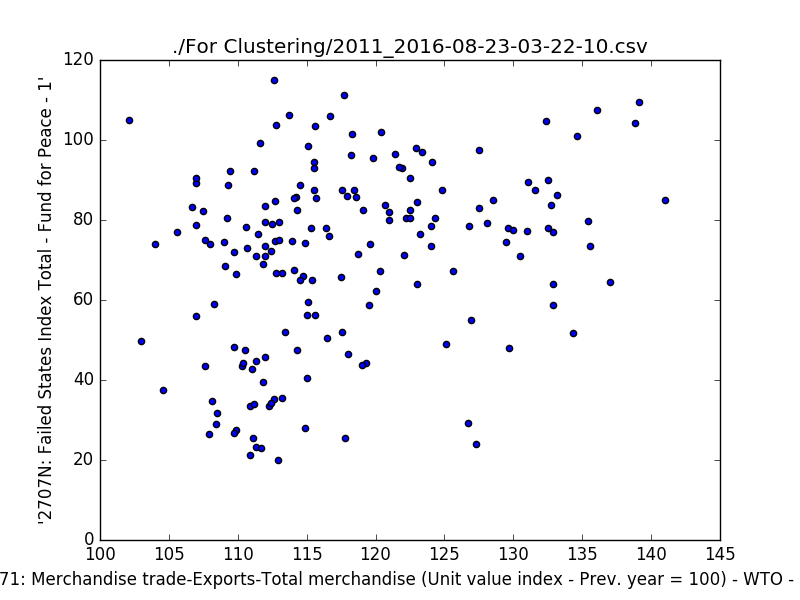 ./For Clustering/2011_2016-08-23-03-22-10.csv
'2707N: Failed States Index Total - Fund for Peace - 1'
120
100
80
60
40
20
0
100 105 110 115 120 125 130 135 140 145
71: Merchandise trade-Exports-Total merchandise (Unit value index - Prev. year = 100) - WTO -